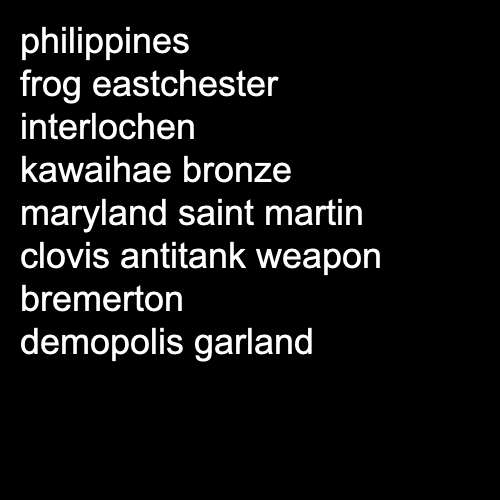 philippines
frog eastchester
interlochen
kawaihae bronze
maryland saint martin
clovis antitank weapon
bremerton
demopolis garland